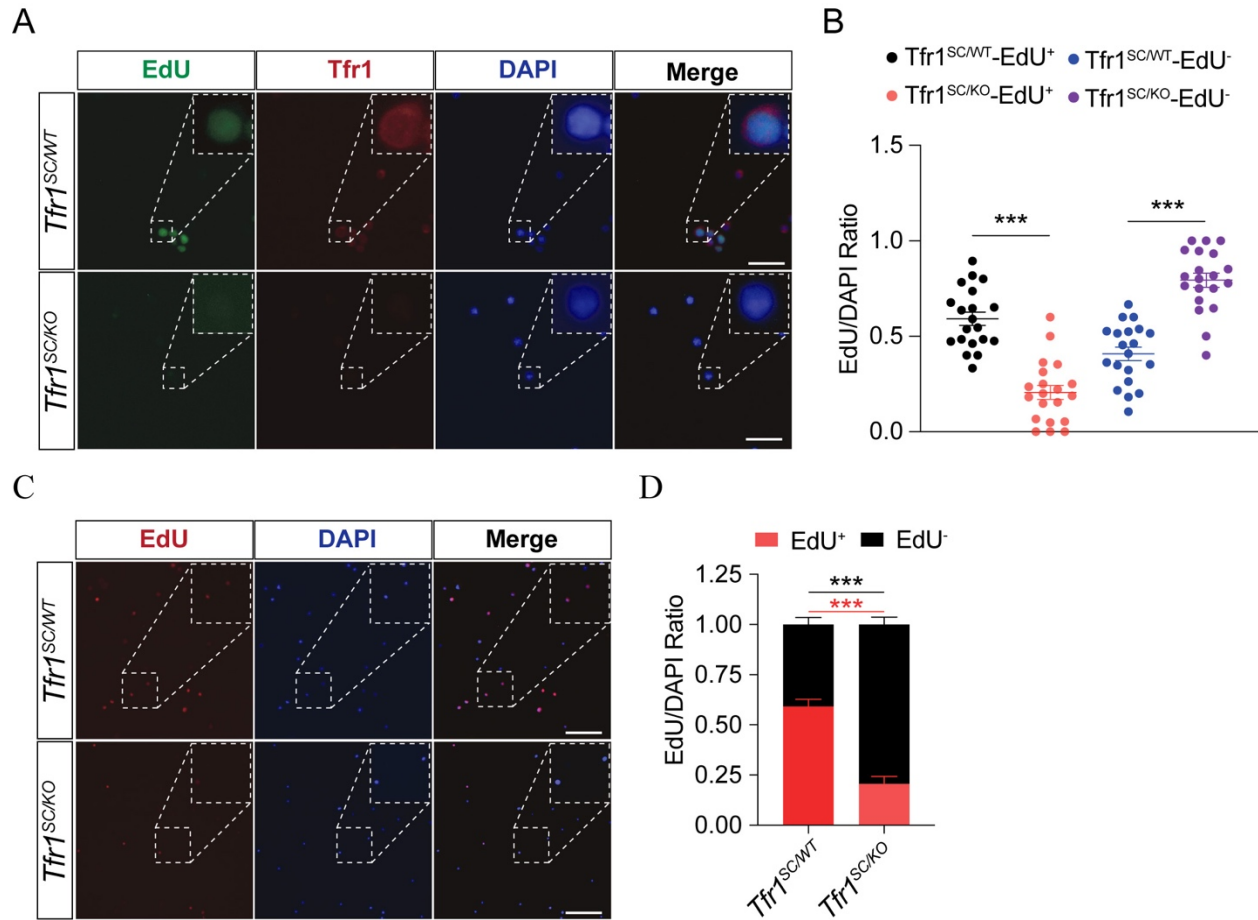 A
EdU Tfr1 DAPI Merge
Tfr1SC/WT
Tfr1SC/KO
B
Tfr1SC/WT-EdU+ Tfr1SC/WT-EdU-
Tfr1SC/KO-EdU+ Tfr1SC/KO-EdU-
EdU/DAPI Ratio
1.5
1.0
0.5
0.0
*** ***
C
EdU DAPI Merge
Tfr1SC/WT
Tfr1SC/KO
D
EdU+ EdU-
EdU/DAPI Ratio
1.25
1.00
0.75
0.50
0.25
0.00
***
***
Tfr1SC/WT Tfr1SC/KO